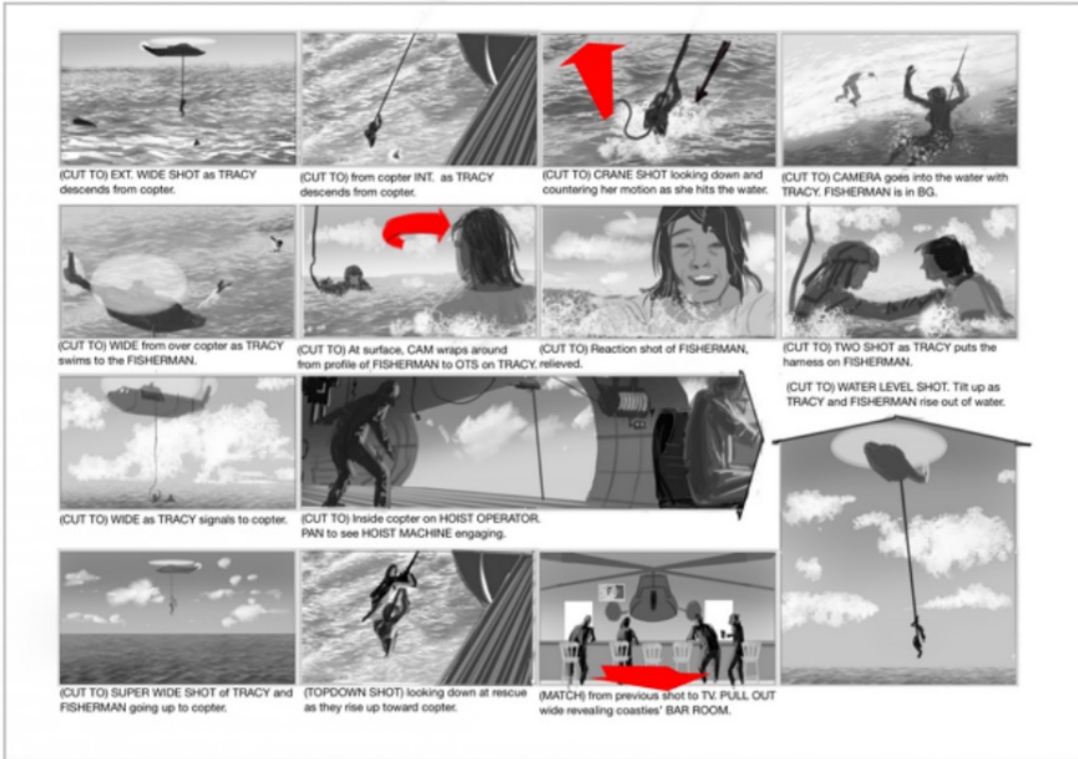 (CUT TO) EXT. WIDE SHOT as TRACY
descends from copter.
(CUT TO) from copter INT. as TRACY
descends from copter.
(CUT TO) CRANE SHOT looking down and
countering her motion as she hits the water.
(CUT TO) CAMERA goes into the water with
TRACY. FISHERMAN is in BG.
(CUT TO) WIDE from over copter as TRACY
swims to the FISHERMAN.
(CUT TO) At surface, CAM wraps around
from profile of FISHERMAN to OTS on TRACY.
(CUT TO) Reaction shot of FISHERMAN,
relieved.
(CUT TO) TWO SHOT as TRACY puts the
harness on FISHERMAN.
(CUT TO) WIDE as TRACY signals to copter.
(CUT TO) Inside copter on HOIST OPERATOR.
PAN to see HOIST MACHINE engaging.
(CUT TO) WATER LEVEL SHOT. Tilt up as
TRACY and FISHERMAN rise out of water.
(CUT TO) SUPER WIDE SHOT of TRACY and
FISHERMAN going up to copter.
(TOPDOWN SHOT) looking down at rescue
as they rise up toward copter.
(MATCH) from previous shot to TV. PULL OUT
wide revealing coasties' BAR ROOM.